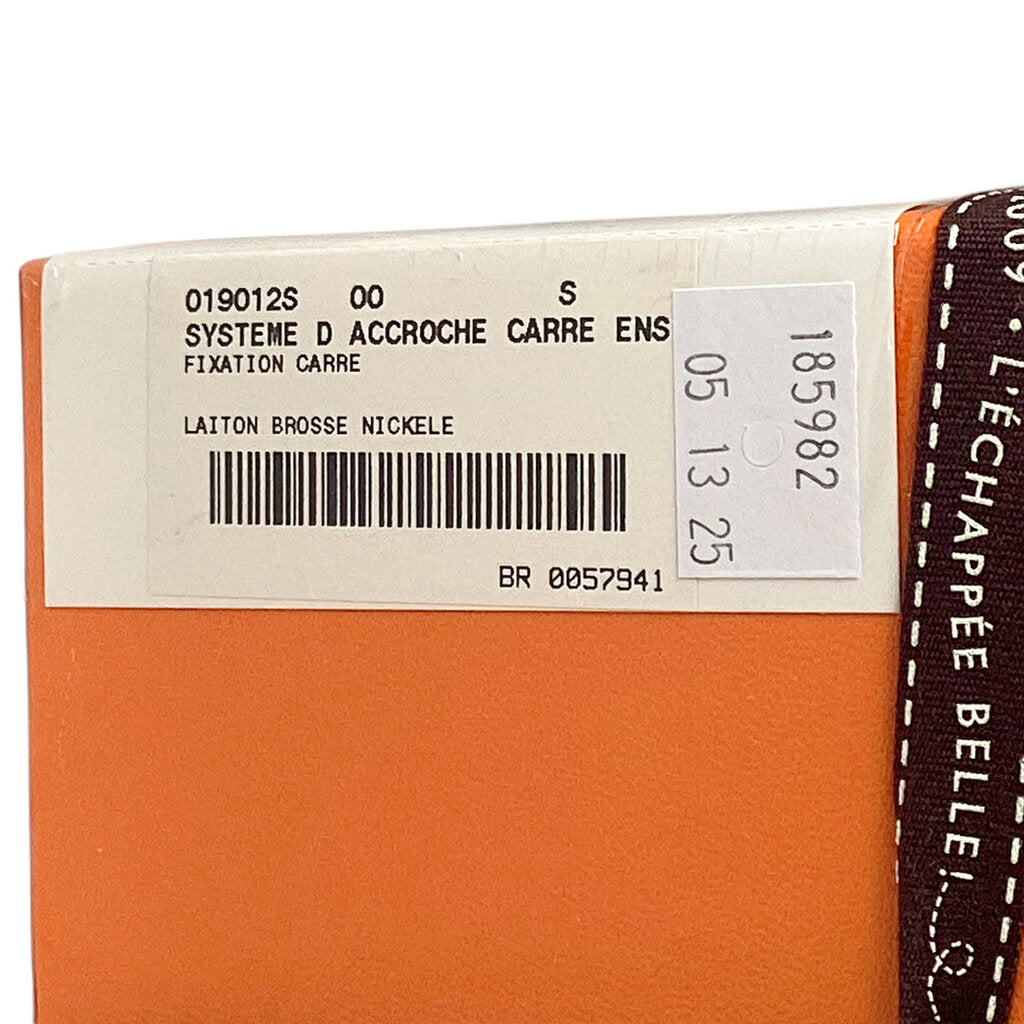 019012S 00 S
SYSTEME D ACCROCHE CARRE ENS
FIXATION CARRE
LAITON BROSSE NICKELE
BR 0057941
185982
05 13 25
009 • L'ÉCHAPPÉE BELLE!